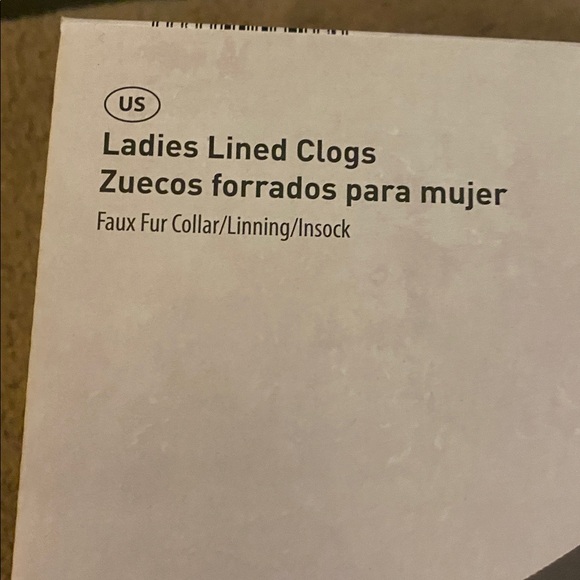 US
Ladies Lined Clogs
Zuecos forrados para mujer
Faux Fur Collar/Linning/Insock